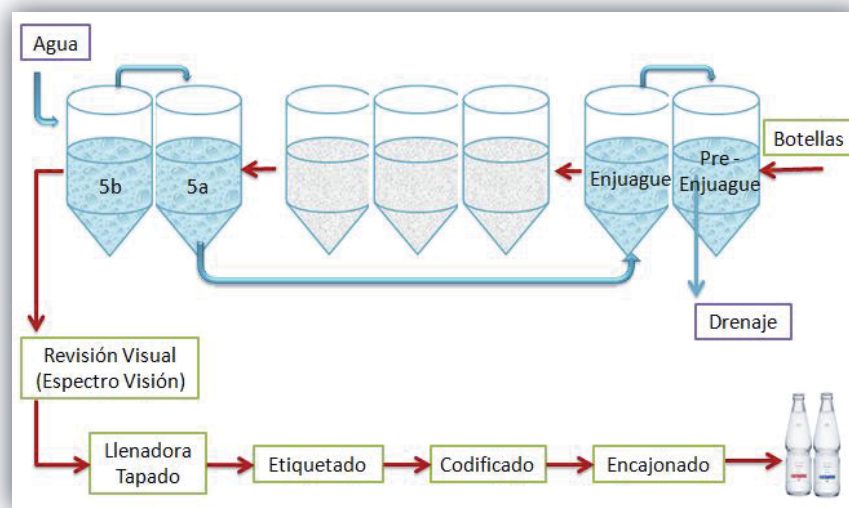 Agua
Botellas
5b
5a
Enjuague
Pre -
Enjuague
Drenaje
Revisión Visual
(Espectro Visión)
Llenadora
Tapado
Etiquetado
Codificado
Encajonado